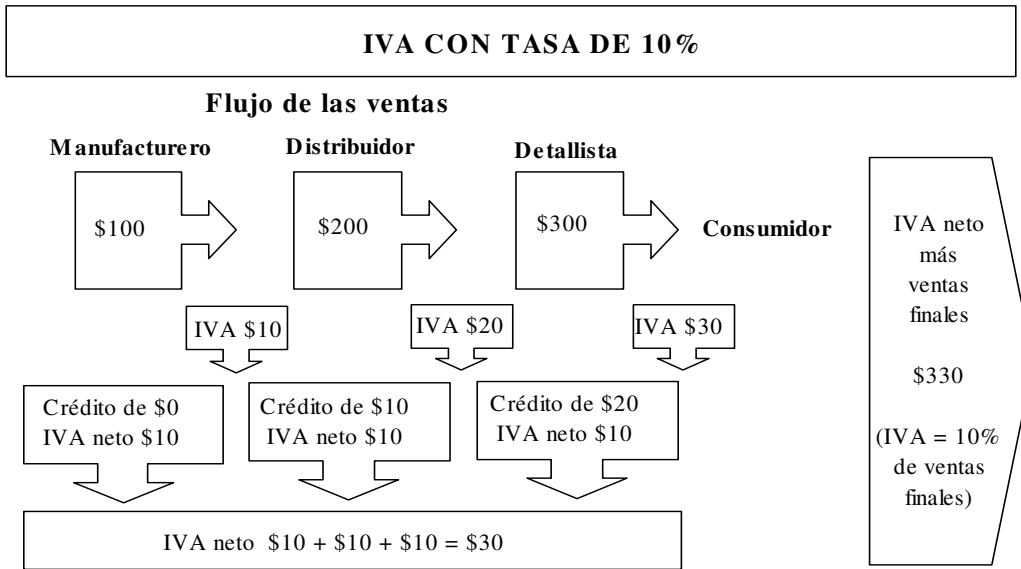 IVA CON TASA DE 10%
Flujo de las ventas
Manufacturero
Distribuidor
Detallista
$100
$200
$300
Consumidor
IVA $10
IVA $20
IVA $30
Crédito de $0
IVA neto $10
Crédito de $10
IVA neto $10
Crédito de $20
IVA neto $10
IVA neto $10 + $10 + $10 = $30
IVA neto
más
ventas
finales
$330
(IVA = 10%
de ventas
finales)